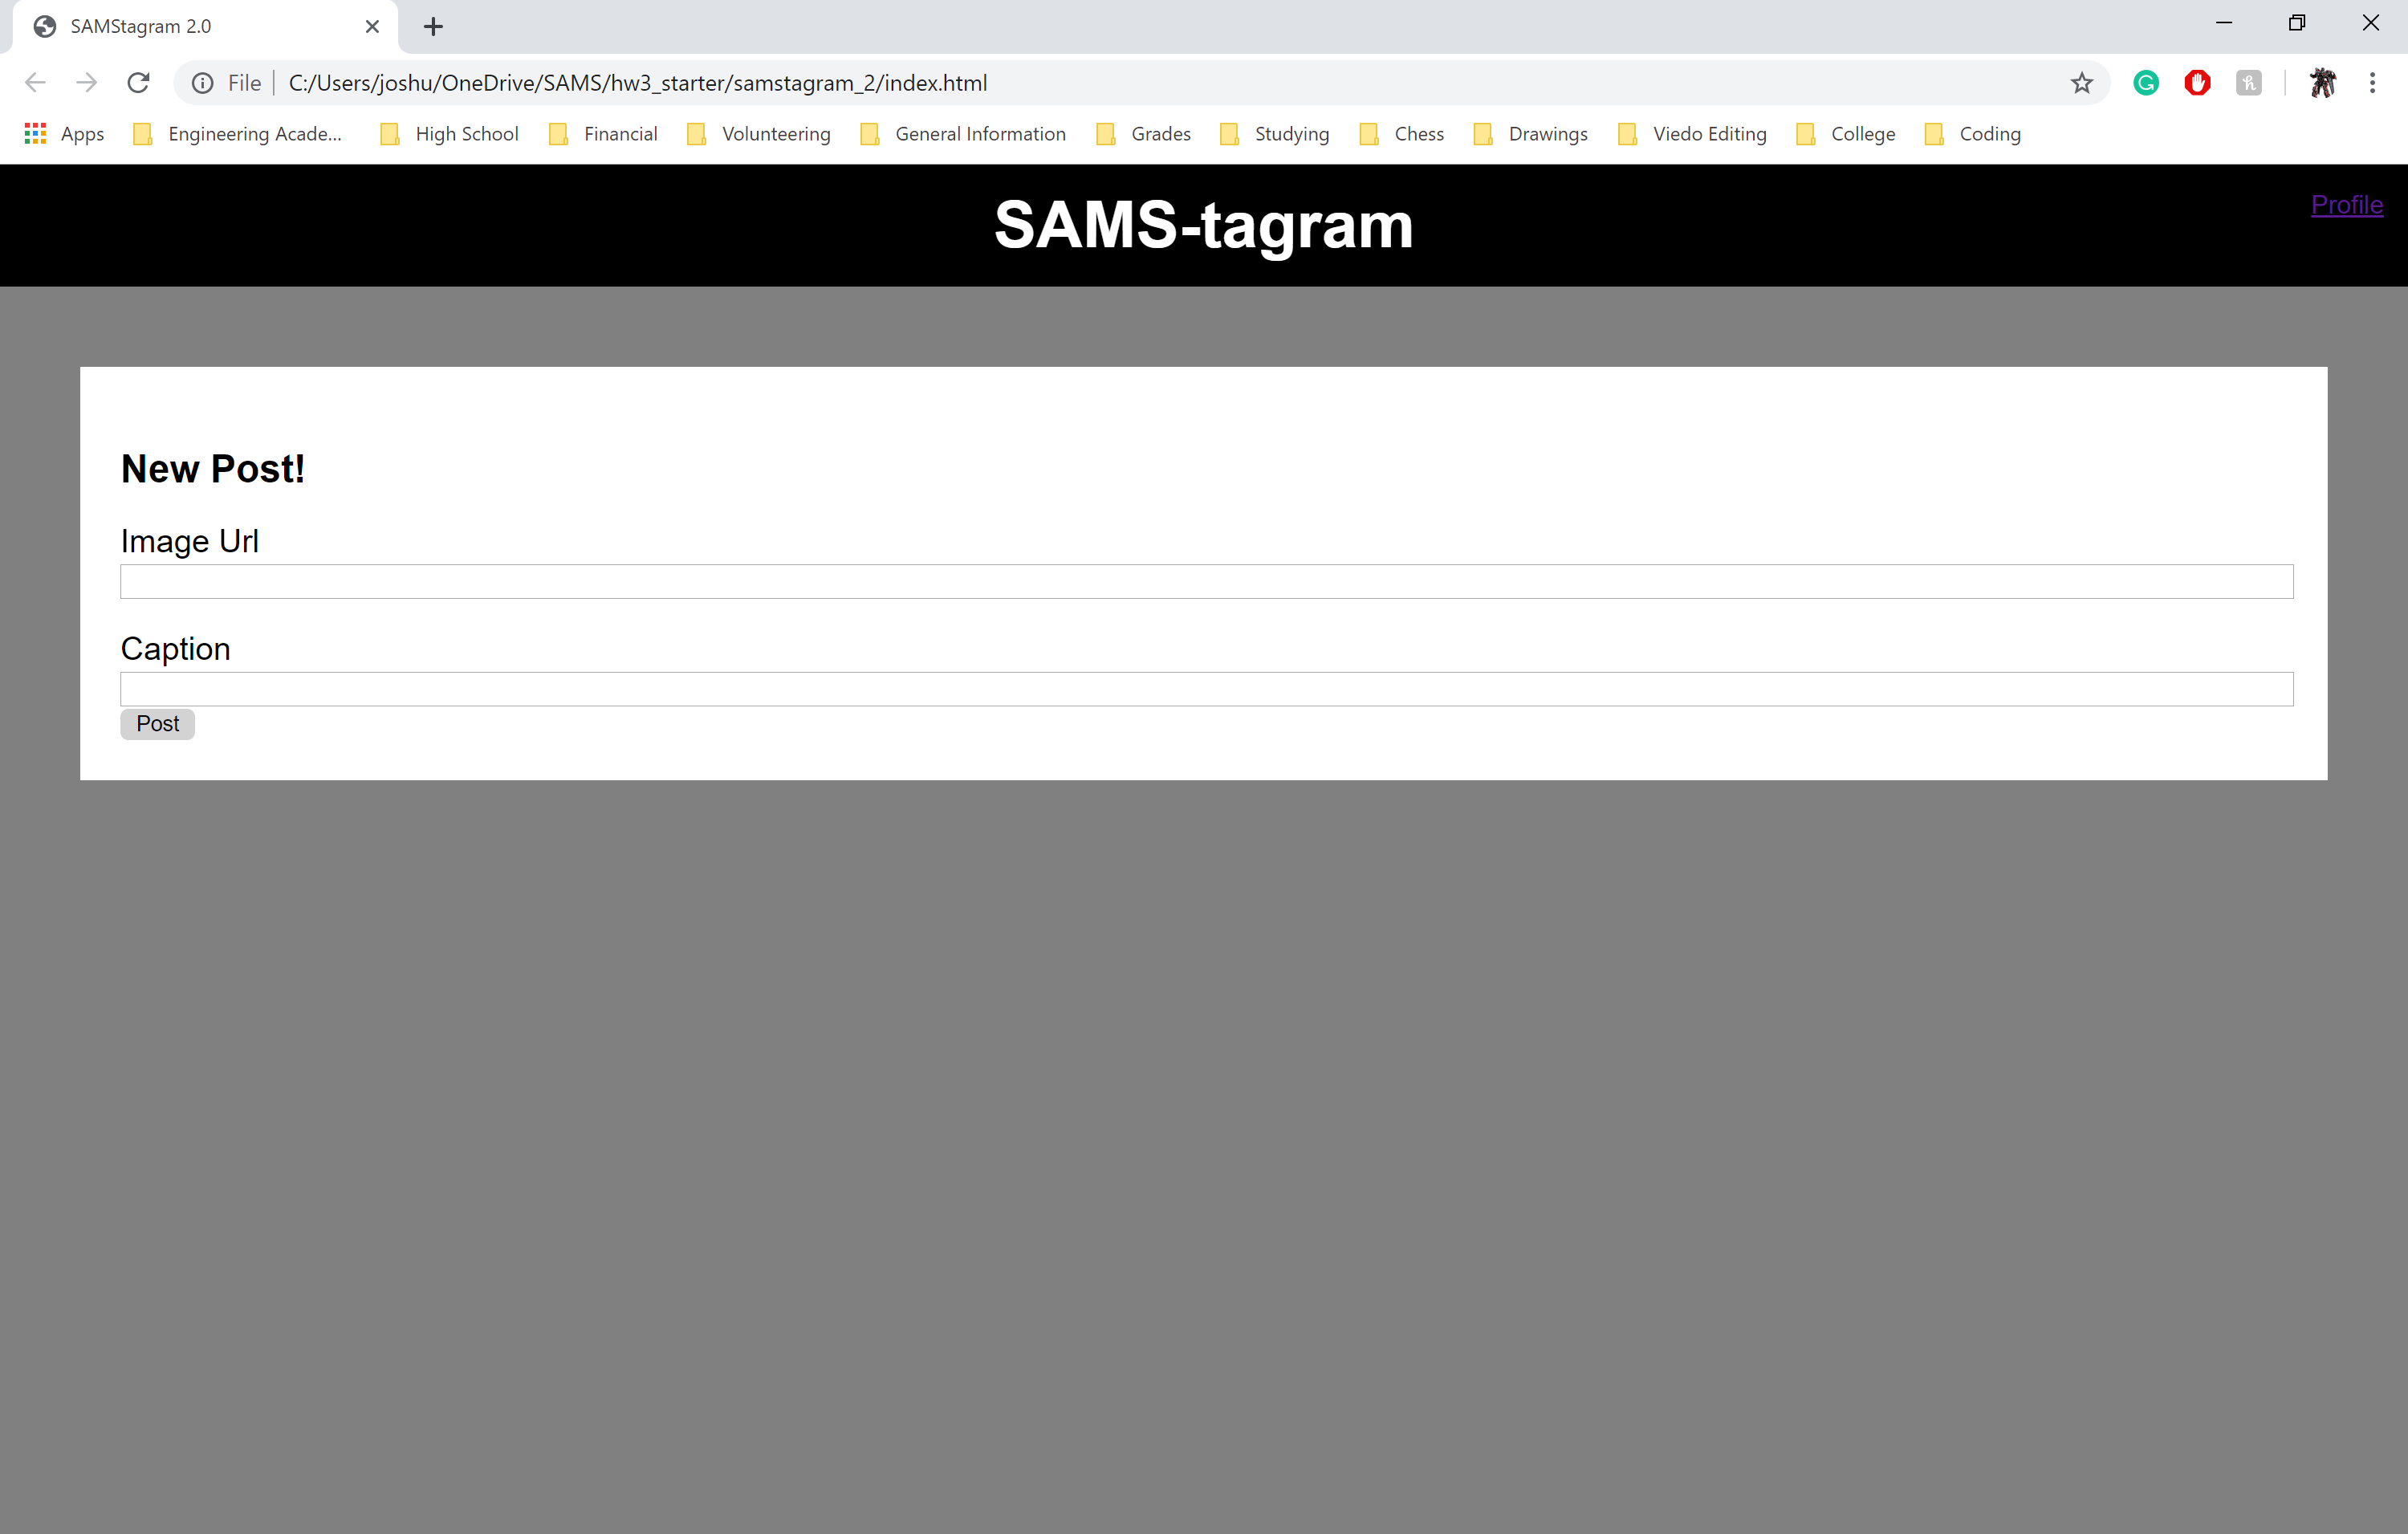 SAMStagram 2.0
File C:/Users/joshu/OneDrive/SAMS/hw3_starter/samstagram_2/index.html
Apps Engineering Acade... High School Financial Volunteering General Information Grades Studying Chess Drawings Viedo Editing College Coding
SAMS-tagram
Profile
New Post!
Image Url
Caption
Post